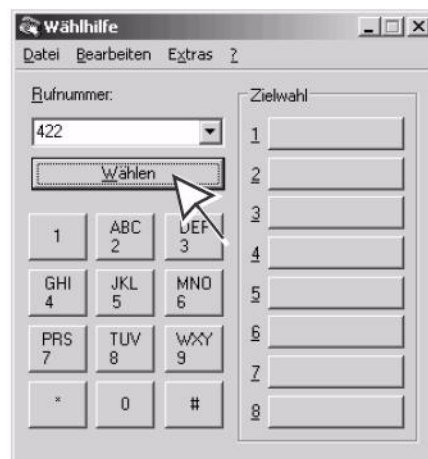 Wählhilfe
Datei Bearbeiten Extras ?
Rufnummer:
422
Wählen
1
ABC
2
DEF
3
GHI
4
JKL
5
MNO
6
PRS
7
TUV
8
WXY
9
*
0
#
Zielwahl
1
2
3
4
5
6
7
8